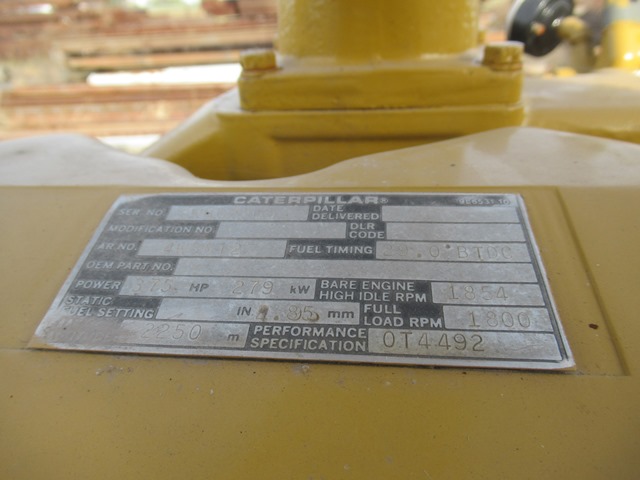 CATERPILLAR®
SER NO. DATE DELIVERED
MODIFICATION NO DLR CODE
AR NO. FUEL TIMING BTDC
OEM PART NO.
POWER 375 HP 279 kW BARE ENGINE HIGH IDLE RPM 1854
STATIC FUEL SETTING IN mm FULL LOAD RPM 1800
2250 m PERFORMANCE SPECIFICATION 0T4492